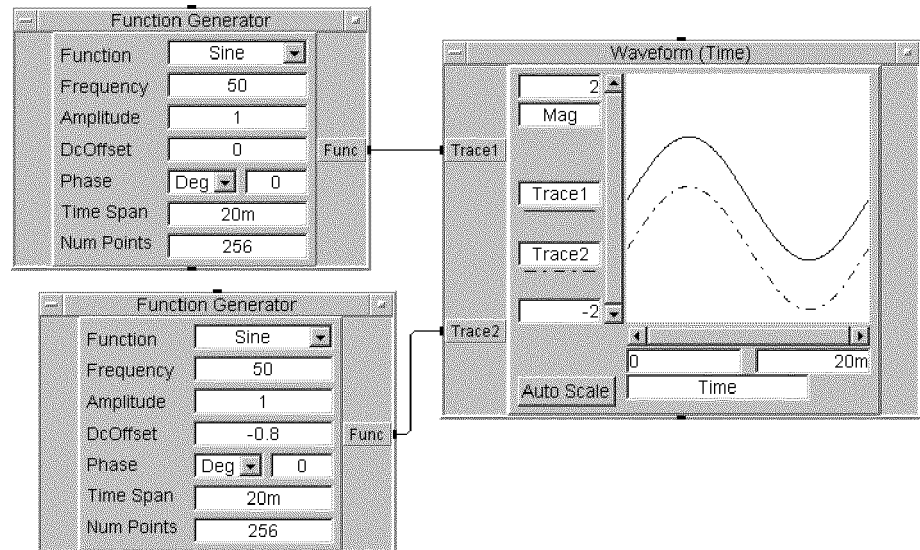 Function Generator
Function Sine
Frequency 50
Amplitude 1
DcOffset 0
Phase Deg 0
Time Span 20m
Num Points 256
Func
Waveform (Time)
2
Mag
Trace1
Trace1
Trace2
-2
Trace2
0 20m
Auto Scale Time
Function Generator
Function Sine
Frequency 50
Amplitude 1
DcOffset -0.8
Phase Deg 0
Time Span 20m
Num Points 256
Func